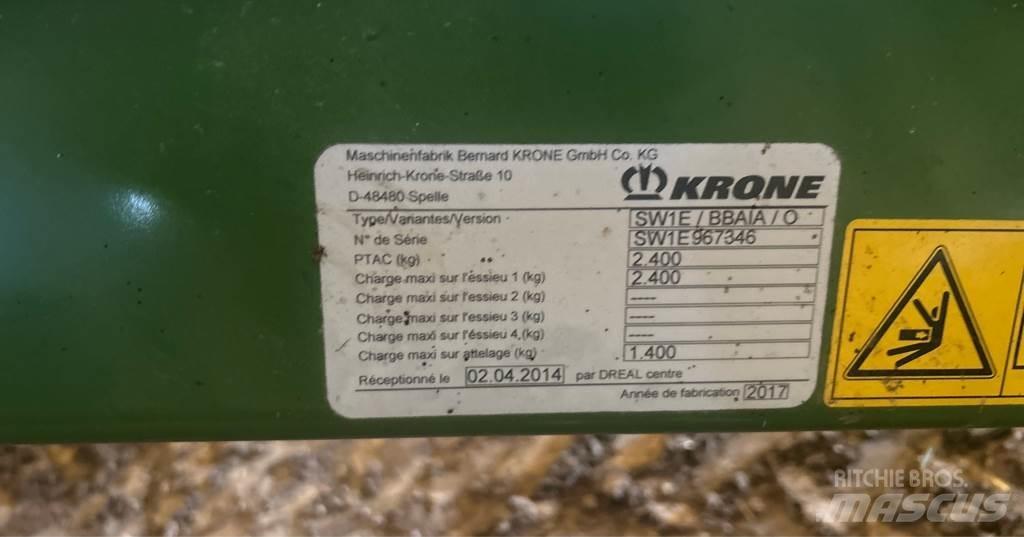 Maschinenfabrik Bernard KRONE GmbH Co. KG
Heinrich-Krone-Straße 10
D-48480 Spelle
KRONE
Type/Variantes/Version SW1E / BBAIA / O
N° de Série SW1E967346
PTAC (kg) 2.400
Charge maxi sur l'éssieu 1 (kg) 2.400
Charge maxi sur l'essieu 2 (kg) ----
Charge maxi sur l'essieu 3 (kg) ----
Charge maxi sur l'éssieu 4 (kg) ----
Charge maxi sur attelage (kg) 1.400
Réceptionné le 02.04.2014 par DREAL centre
Année de fabrication 2017
RITCHIE BROS.
MASCUS